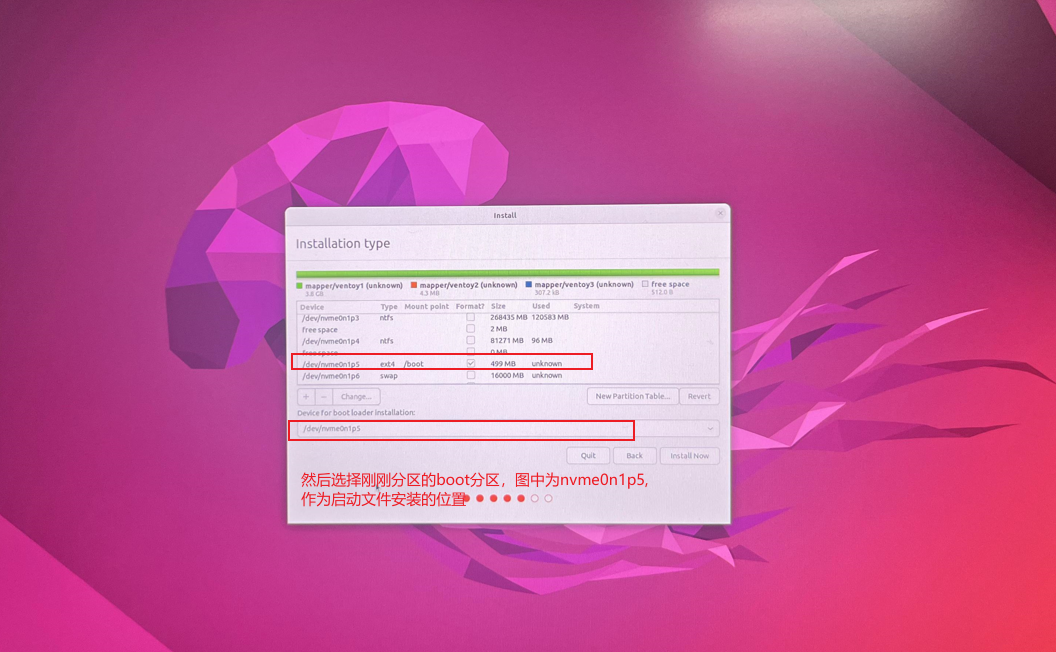 Install
Installation type
mapper/ventoy1 (unknown) mapper/ventoy2 (unknown) mapper/ventoy3 (unknown) free space
3.8 GB 4.3 MB 307.2 kB 512.0 B
Device Type Mount point Format? Size Used System
/dev/nvme0n1p3 ntfs 268435 MB 120583 MB
free space 2 MB
/dev/nvme0n1p4 ntfs 81271 MB 96 MB
free space 0 MB
/dev/nvme0n1p5 ext4 /boot 499 MB unknown
/dev/nvme0n1p6 swap 16000 MB unknown
+ − Change... New Partition Table... Revert
Device for boot loader installation:
/dev/nvme0n1p5
Quit Back Install Now
然后选择刚刚分区的boot分区，图中为nvme0n1p5,
作为启动文件安装的位置